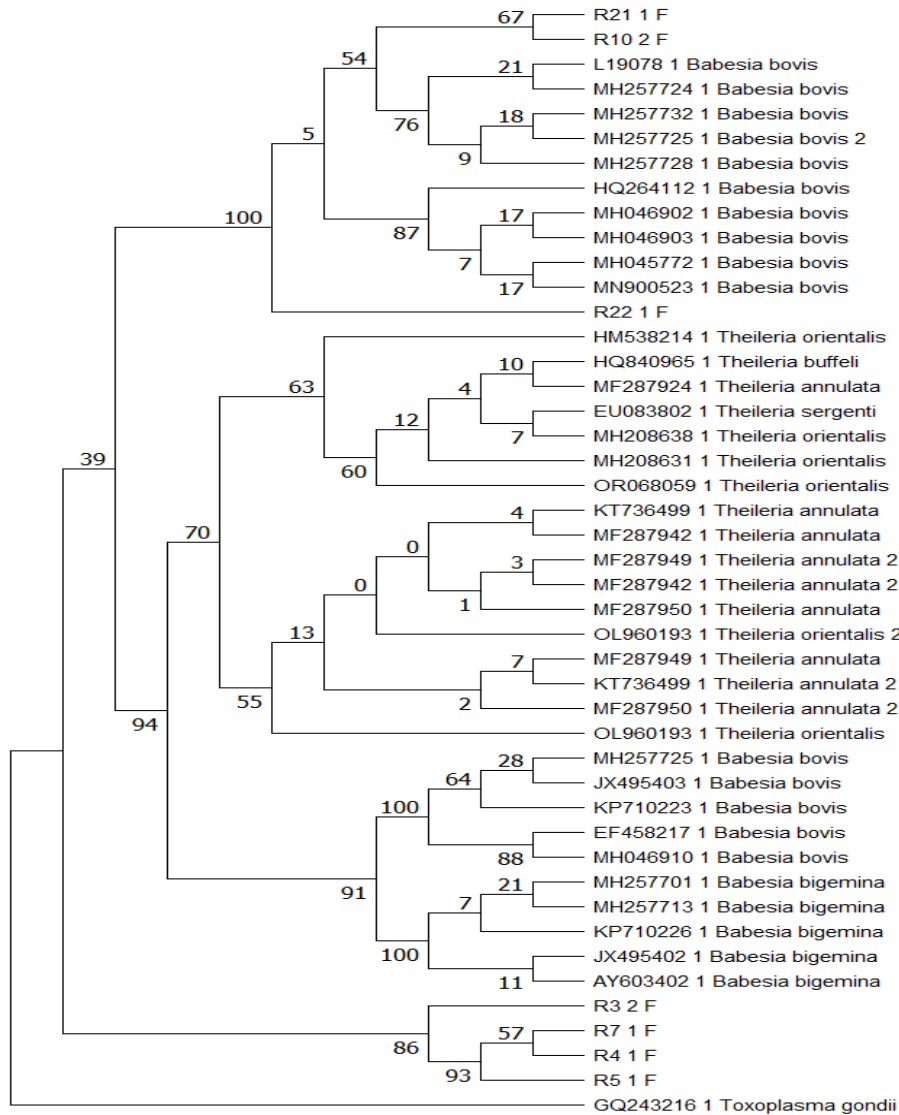 67
R21 1 F
R10 2 F
54
L19078 1 Babesia bovis
21
MH257724 1 Babesia bovis
5
76
MH257732 1 Babesia bovis
18
MH257725 1 Babesia bovis 2
9
MH257728 1 Babesia bovis
100
HQ264112 1 Babesia bovis
87
17
MH046902 1 Babesia bovis
MH046903 1 Babesia bovis
7
MH045772 1 Babesia bovis
17
MN900523 1 Babesia bovis
R22 1 F
HM538214 1 Theileria orientalis
10
HQ840965 1 Theileria buffeli
63
4
MF287924 1 Theileria annulata
12
EU083802 1 Theileria sergenti
7
MH208638 1 Theileria orientalis
39
60
MH208631 1 Theileria orientalis
OR068059 1 Theileria orientalis
4
KT736499 1 Theileria annulata
70
MF287942 1 Theileria annulata
0
3
MF287949 1 Theileria annulata 2
0
MF287942 1 Theileria annulata 2
1
MF287950 1 Theileria annulata
13
OL960193 1 Theileria orientalis 2
7
MF287949 1 Theileria annulata
KT736499 1 Theileria annulata 2
55
2
MF287950 1 Theileria annulata 2
94
OL960193 1 Theileria orientalis
28
MH257725 1 Babesia bovis
64
JX495403 1 Babesia bovis
100
KP710223 1 Babesia bovis
EF458217 1 Babesia bovis
88
MH046910 1 Babesia bovis
91
21
MH257701 1 Babesia bigemina
7
MH257713 1 Babesia bigemina
KP710226 1 Babesia bigemina
100
JX495402 1 Babesia bigemina
11
AY603402 1 Babesia bigemina
R3 2 F
86
57
R7 1 F
R4 1 F
93
R5 1 F
GQ243216 1 Toxoplasma gondii